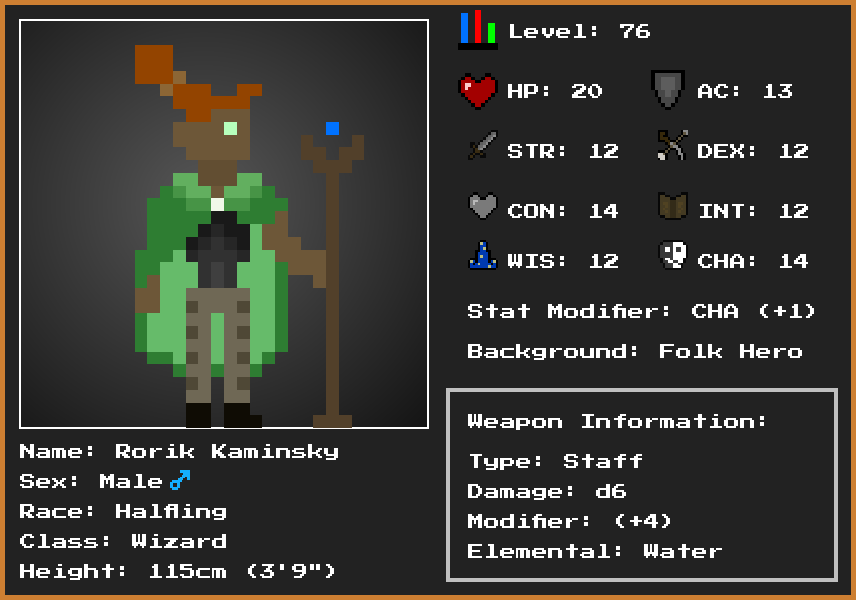 Level: 76
HP: 20 AC: 13
STR: 12 DEX: 12
CON: 14 INT: 12
WIS: 12 CHA: 14
Stat Modifier: CHA (+1)
Background: Folk Hero
Weapon Information:
Type: Staff
Damage: d6
Modifier: (+4)
Elemental: Water
Name: Rorik Kaminsky
Sex: Male♂
Race: Halfling
Class: Wizard
Height: 115cm (3'9")